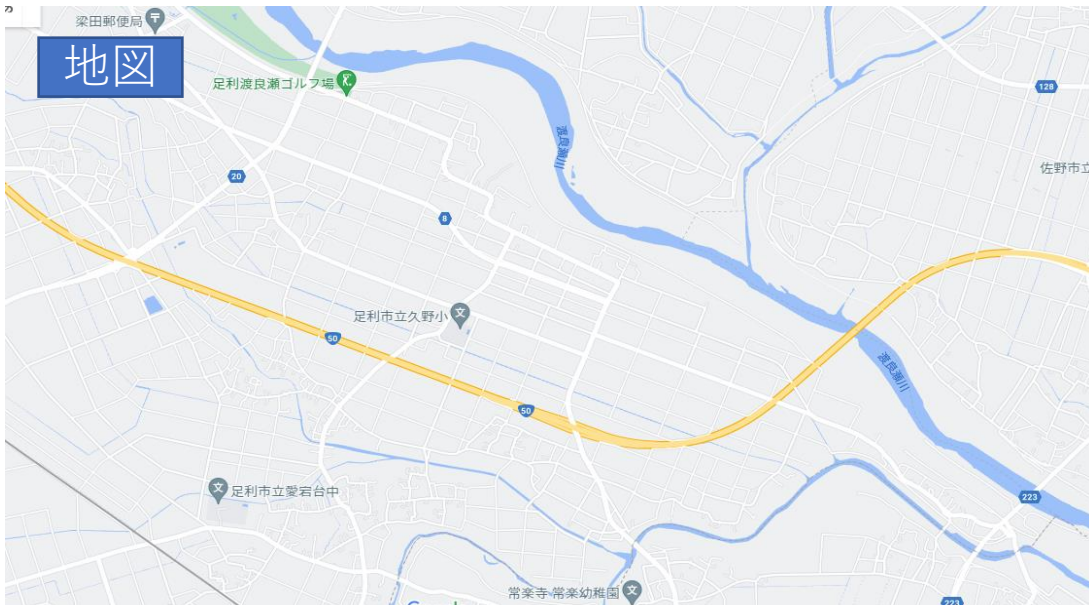 梁田郵便局
地図
足利渡良瀬ゴルフ場
渡良瀬川
128
佐野市立
20
8
足利市立久野小
50
渡良瀬川
50
足利市立愛宕台中
223
常楽寺 常楽幼稚園
223